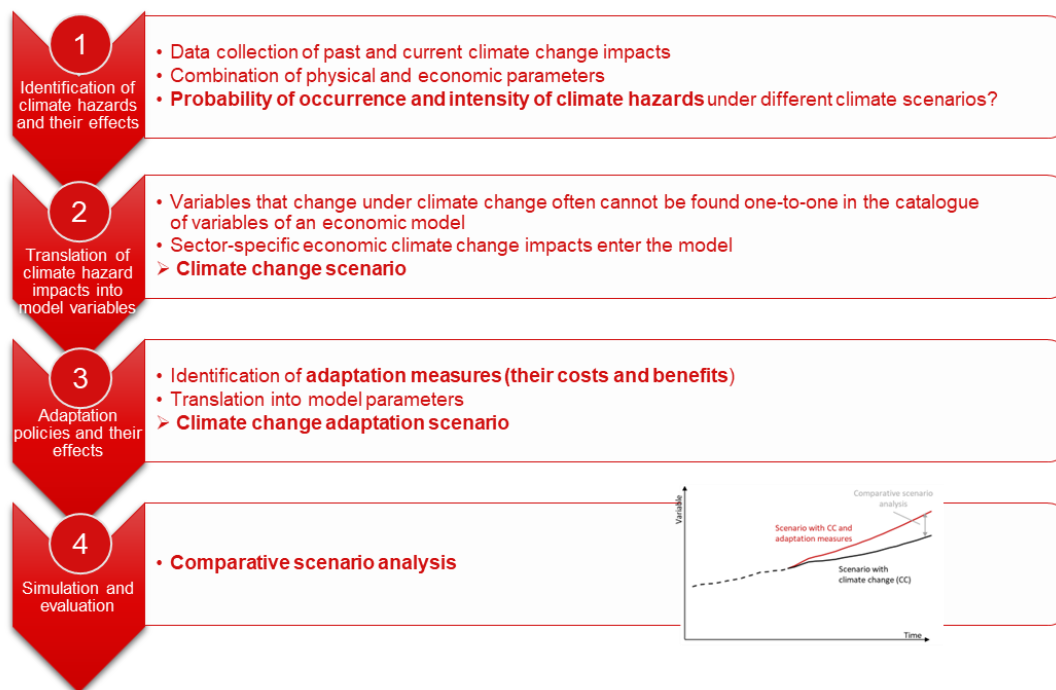 1
Identification of
climate hazards
and their effects
• Data collection of past and current climate change impacts
• Combination of physical and economic parameters
• Probability of occurrence and intensity of climate hazards under different climate scenarios?
2
Translation of
climate hazard
impacts into
model variables
• Variables that change under climate change often cannot be found one-to-one in the catalogue
of variables of an economic model
• Sector-specific economic climate change impacts enter the model
➢ Climate change scenario
3
Adaptation
policies and their
effects
• Identification of adaptation measures (their costs and benefits)
• Translation into model parameters
➢ Climate change adaptation scenario
4
Simulation and
evaluation
• Comparative scenario analysis
Variable
Comparative scenario
analysis
Scenario with CC and
adaptation measures
Scenario with
climate change (CC)
Time